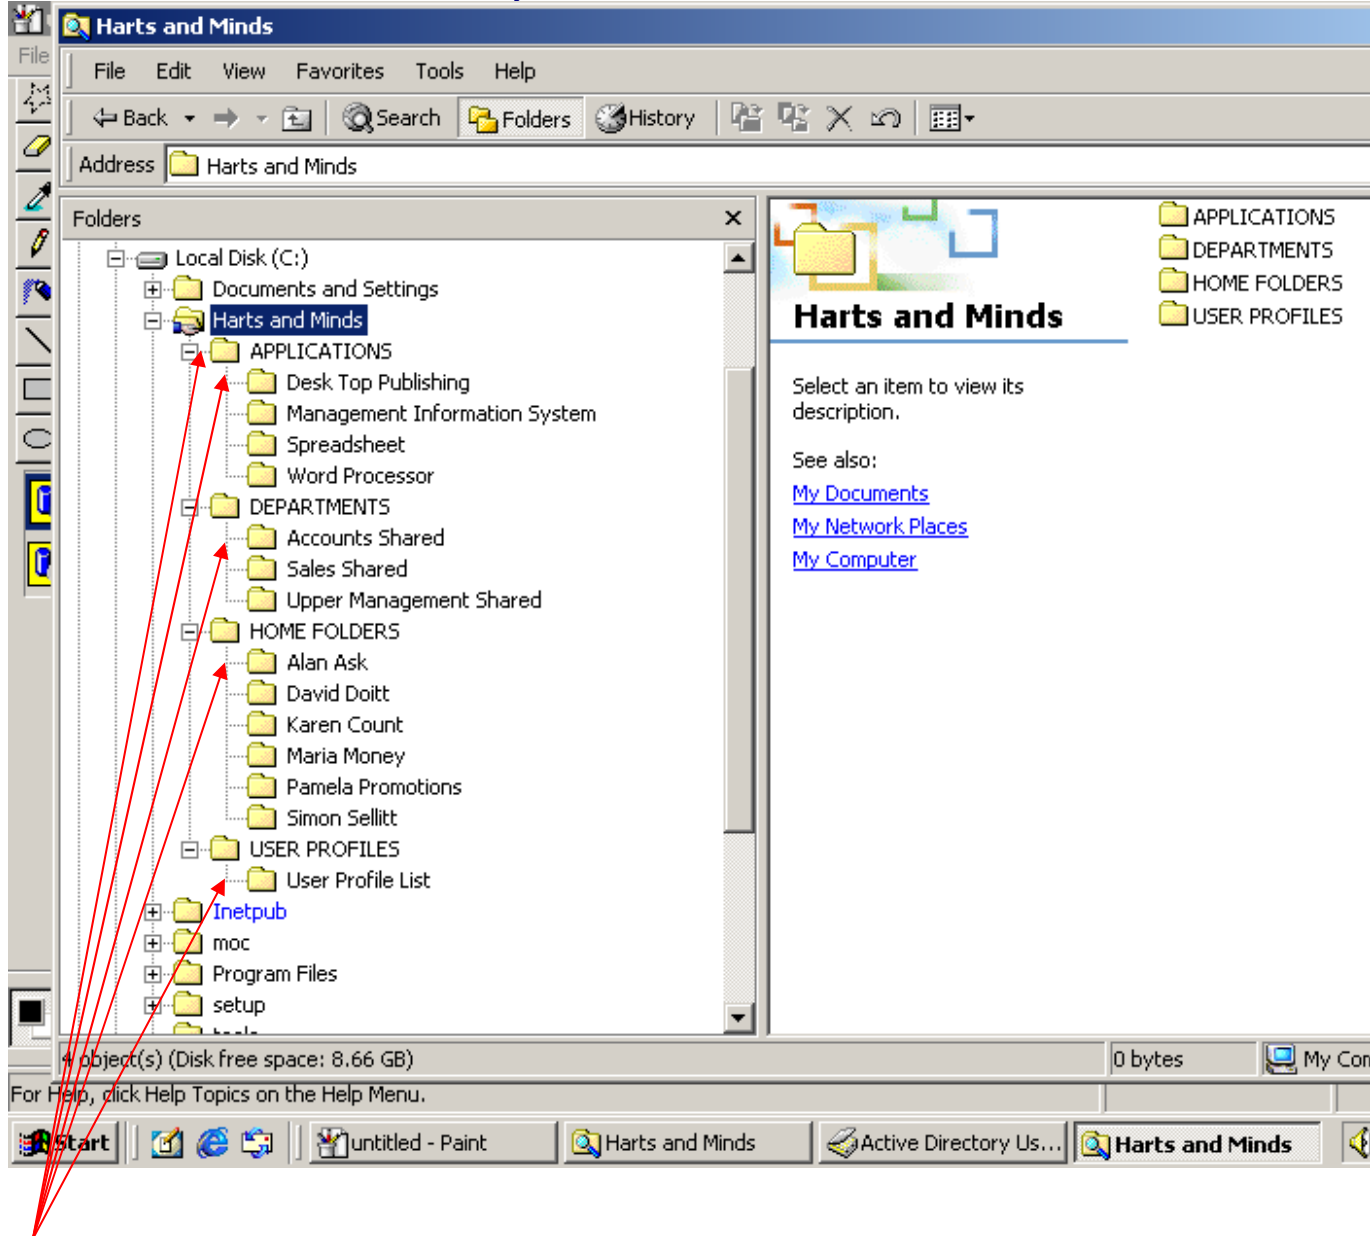 Harts and Minds
File
File Edit View Favorites Tools Help
Back Search Folders History
Address Harts and Minds
Folders
Local Disk (C:)
Documents and Settings
Harts and Minds
APPLICATIONS
Desk Top Publishing
Management Information System
Spreadsheet
Word Processor
DEPARTMENTS
Accounts Shared
Sales Shared
Upper Management Shared
HOME FOLDERS
Alan Ask
David Doitt
Karen Count
Maria Money
Pamela Promotions
Simon Sellitt
USER PROFILES
User Profile List
Inetpub
moc
Program Files
setup
Harts and Minds
Select an item to view its
description.
See also:
My Documents
My Network Places
My Computer
APPLICATIONS
DEPARTMENTS
HOME FOLDERS
USER PROFILES
4 object(s) (Disk free space: 8.66 GB) 0 bytes My Com
For Help, click Help Topics on the Help Menu.
Start untitled - Paint Harts and Minds Active Directory Us... Harts and Minds